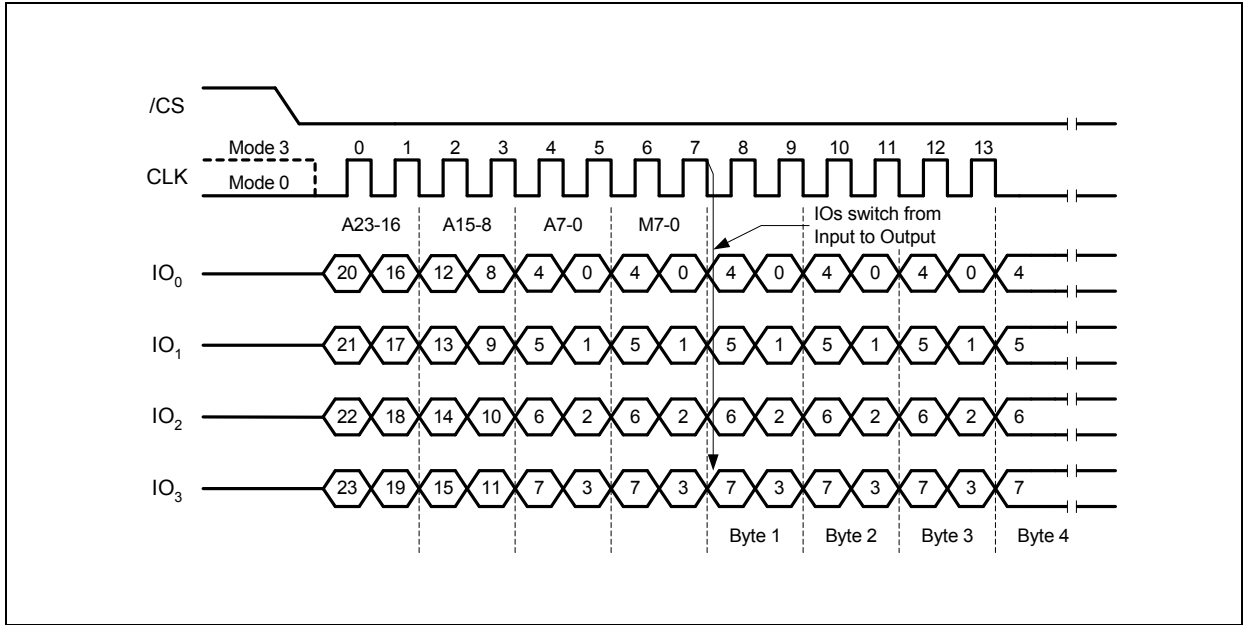 /CS
Mode 3
0 1 2 3 4 5 6 7 8 9 10 11 12 13
CLK
Mode 0
A23-16 A15-8 A7-0 M7-0
IOs switch from
Input to Output
IO0 20 16 12 8 4 0 4 0 4 0 4 0 4 0 4
IO1 21 17 13 9 5 1 5 1 5 1 5 1 5 1 5
IO2 22 18 14 10 6 2 6 2 6 2 6 2 6 2 6
IO3 23 19 15 11 7 3 7 3 7 3 7 3 7 3 7
Byte 1 Byte 2 Byte 3 Byte 4